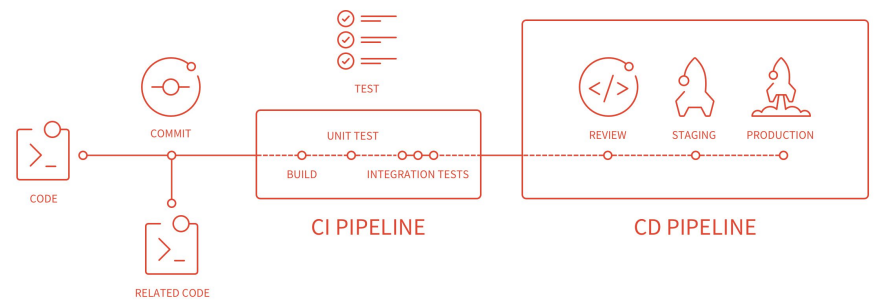 TEST
COMMIT
UNIT TEST
REVIEW
STAGING
PRODUCTION
BUILD
INTEGRATION TESTS
CODE
CI PIPELINE
CD PIPELINE
RELATED CODE